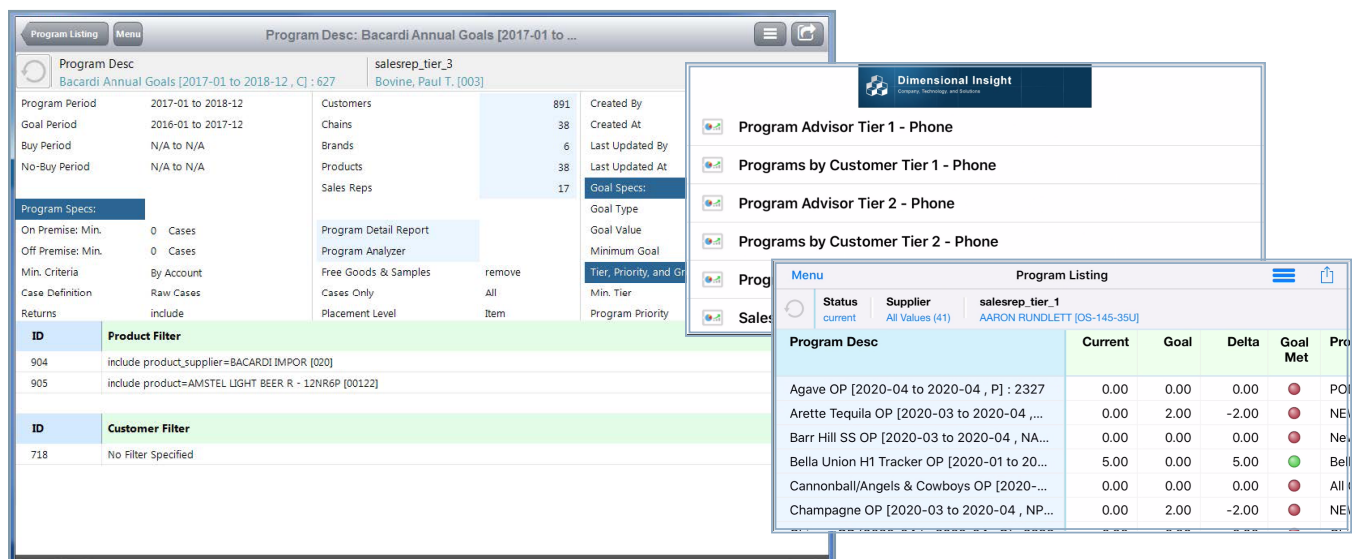 Program Listing Menu Program Desc: Bacardi Annual Goals [2017-01 to ...
Program Desc salesrep_tier_3
Bacardi Annual Goals [2017-01 to 2018-12 , C] : 627 Bovine, Paul T. [003]
Program Period 2017-01 to 2018-12 Customers 891 Created By
Goal Period 2016-01 to 2017-12 Chains 38 Created At
Buy Period N/A to N/A Brands 6 Last Updated By
No-Buy Period N/A to N/A Products 38 Last Updated At
Sales Reps 17 Goal Specs:
Program Specs: Goal Type
On Premise: Min. 0 Cases Program Detail Report Goal Value
Off Premise: Min. 0 Cases Program Analyzer Minimum Goal
Min. Criteria By Account Free Goods & Samples remove Tier, Priority, and Gr
Case Definition Raw Cases Cases Only All Min. Tier
Returns include Placement Level Item Program Priority
ID Product Filter
904 include product_supplier=BACARDI IMPOR [020]
905 include product=AMSTEL LIGHT BEER R - 12NR6P [00122]
ID Customer Filter
718 No Filter Specified
Dimensional Insight
Company, Technology, and Solutions
Program Advisor Tier 1 - Phone
Programs by Customer Tier 1 - Phone
Program Advisor Tier 2 - Phone
Programs by Customer Tier 2 - Phone
Prog
Sales
Menu Program Listing
Status Supplier salesrep_tier_1
current All Values (41) AARON RUNDLETT [OS-145-35U]
Program Desc Current Goal Delta Goal Met Pro
Agave OP [2020-04 to 2020-04 , P] : 2327 0.00 0.00 0.00 POI
Arette Tequila OP [2020-03 to 2020-04 ,... 0.00 2.00 -2.00 NEW
Barr Hill SS OP [2020-03 to 2020-04 , NA... 0.00 0.00 0.00 New
Bella Union H1 Tracker OP [2020-01 to 20... 5.00 0.00 5.00 Bell
Cannonball/Angels & Cowboys OP [2020-... 0.00 0.00 0.00 All
Champagne OP [2020-03 to 2020-04 , NP... 0.00 2.00 -2.00 NEW